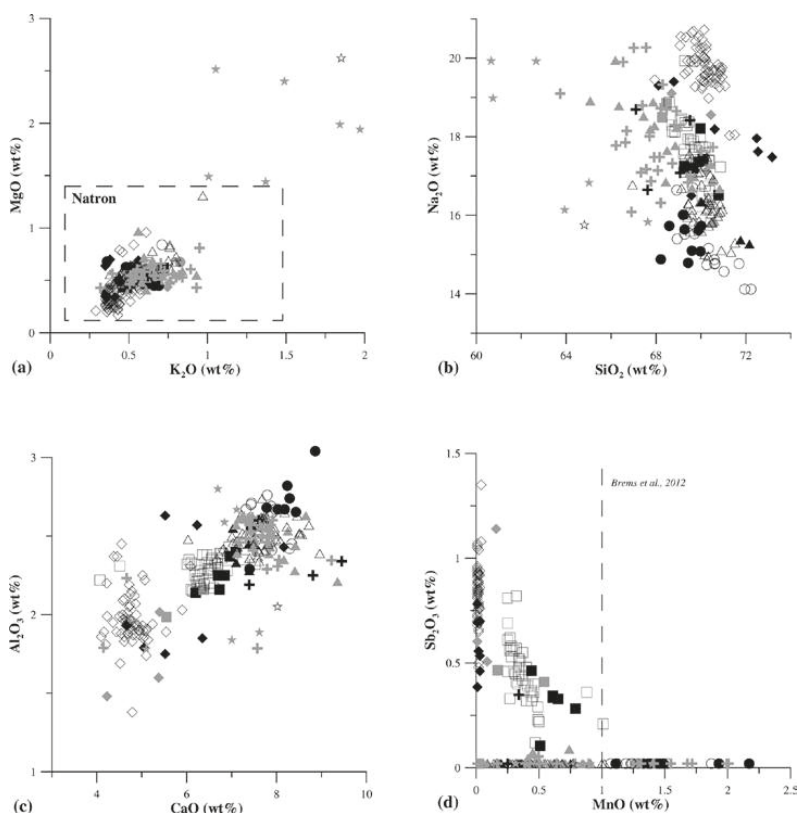 3
2
1
0
MgO (wt%)
Natron
0
0.5
1
1.5
2
K₂O (wt%)
(a)
20
18
16
14
Na₂O (wt%)
60
64
68
72
SiO₂ (wt%)
(b)
3
2
1
Al₂O₃ (wt%)
4
6
8
10
CaO (wt%)
(c)
1.5
1
0.5
0
Sb₂O₃ (wt%)
Brems et al., 2012
0
0.5
1
1.5
2
2.5
MnO (wt%)
(d)